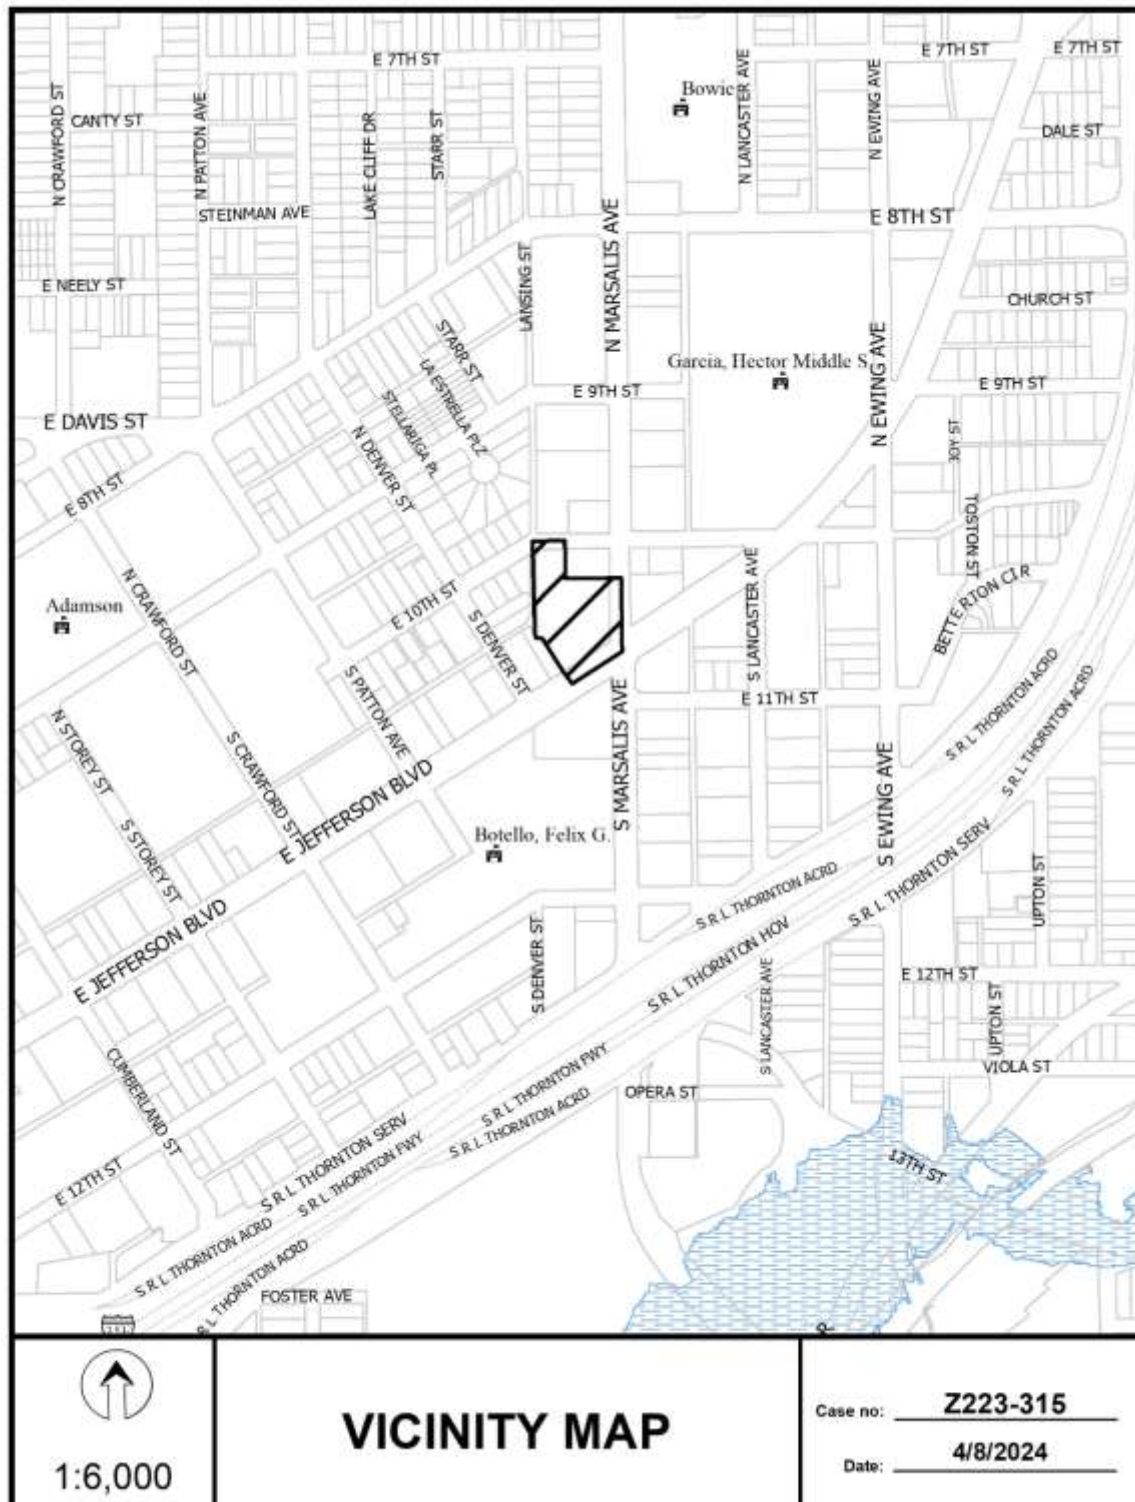 E 7TH ST
E 7TH ST
E 7TH ST
Bowie
N LANCASTER AVE
N EWING AVE
N CRAWFORD ST
CANTY ST
N PATTON AVE
LAKE CLIFF DR
STARR ST
DALE ST
STEINMAN AVE
N MARSALIS AVE
E 8TH ST
E NEELY ST
LANSING ST
CHURCH ST
STARR ST
LA ESTRELLA PLZ
Garcia, Hector Middle S.
N EWING AVE
E 9TH ST
E 9TH ST
STELLARIGA PL
E DAVIS ST
N DENVER ST
JOY ST
E 8TH ST
TOSTON ST
N CRAWFORD ST
Adamson
E 10TH ST
S DENVER ST
S LANCASTER AVE
BETTERTON CIR
S PATTON AVE
E 11TH ST
S R L THORNTON ACRD
S R L THORNTON ACRD
N STOREY ST
S CRAWFORD ST
S MARSALIS AVE
S EWING AVE
E JEFFERSON BLVD
Botello, Felix G.
S STOREY ST
S R L THORNTON ACRD
S R L THORNTON SERV
UPTON ST
E JEFFERSON BLVD
S DENVER ST
S R L THORNTON HOV
S LANCASTER AVE
E 12TH ST
UPTON ST
VIOLA ST
CUMBERLAND ST
S R L THORNTON FWY
OPERA ST
S R L THORNTON ACRD
S R L THORNTON SERV
13TH ST
E 12TH ST
S R L THORNTON FWY
S R L THORNTON ACRD
R L THORNTON ACRD
FOSTER AVE
R
1:6,000
VICINITY MAP
Case no: Z223-315
Date: 4/8/2024